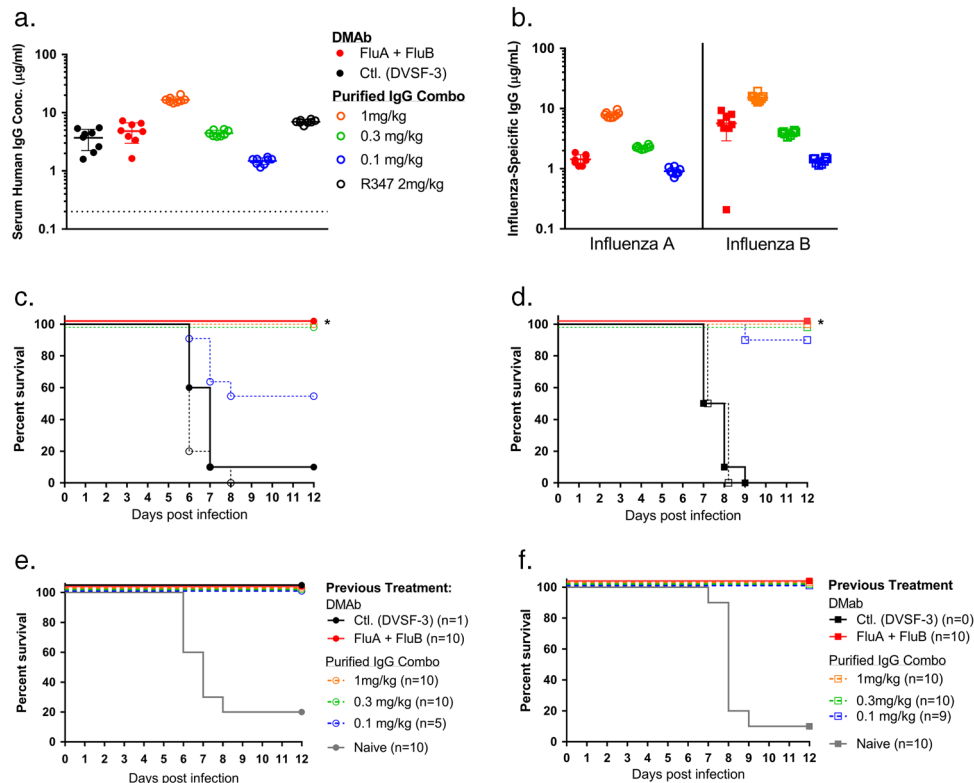 a.
Serum Human IgG Conc. (μg/ml)
100
10
1
0.1
DMAb
FluA + FluB
Ctl. (DVSF-3)
Purified IgG Combo
1mg/kg
0.3 mg/kg
0.1 mg/kg
R347 2mg/kg
b.
Influenza-Speicific IgG (μg/mL)
100
10
1
0.1
Influenza A
Influenza B
c.
Percent survival
100
80
60
40
20
0
*
0 1 2 3 4 5 6 7 8 9 10 11 12
Days post infection
d.
Percent survival
100
80
60
40
20
0
*
0 1 2 3 4 5 6 7 8 9 10 11 12
Days post infection
e.
Percent survival
100
80
60
40
20
0
0 1 2 3 4 5 6 7 8 9 10 11 12
Days post infection
Previous Treatment:
DMAb
Ctl. (DVSF-3) (n=1)
FluA + FluB (n=10)
Purified IgG Combo
1mg/kg (n=10)
0.3 mg/kg (n=10)
0.1 mg/kg (n=5)
Naive (n=10)
f.
Percent survival
100
80
60
40
20
0
0 1 2 3 4 5 6 7 8 9 10 11 12
Days post infection
Previous Treatment
DMab
Ctl. (DVSF-3) (n=0)
FluA + FluB (n=10)
Purified IgG Combo
1mg/kg (n=10)
0.3mg/kg (n=10)
0.1 mg/kg (n=9)
Naive (n=10)